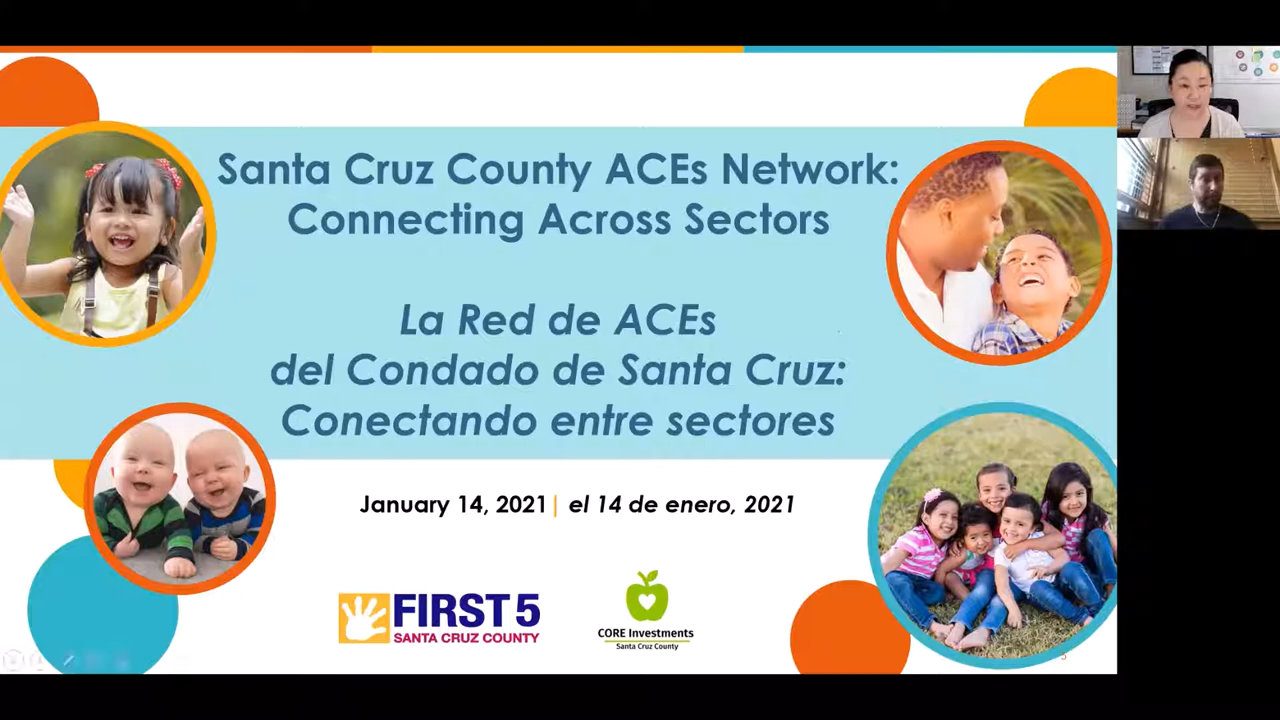 Santa Cruz County ACEs Network:
Connecting Across Sectors
La Red de ACEs
del Condado de Santa Cruz:
Conectando entre sectores
January 14, 2021 | el 14 de enero, 2021
FIRST 5
SANTA CRUZ COUNTY
CORE Investments
Santa Cruz County